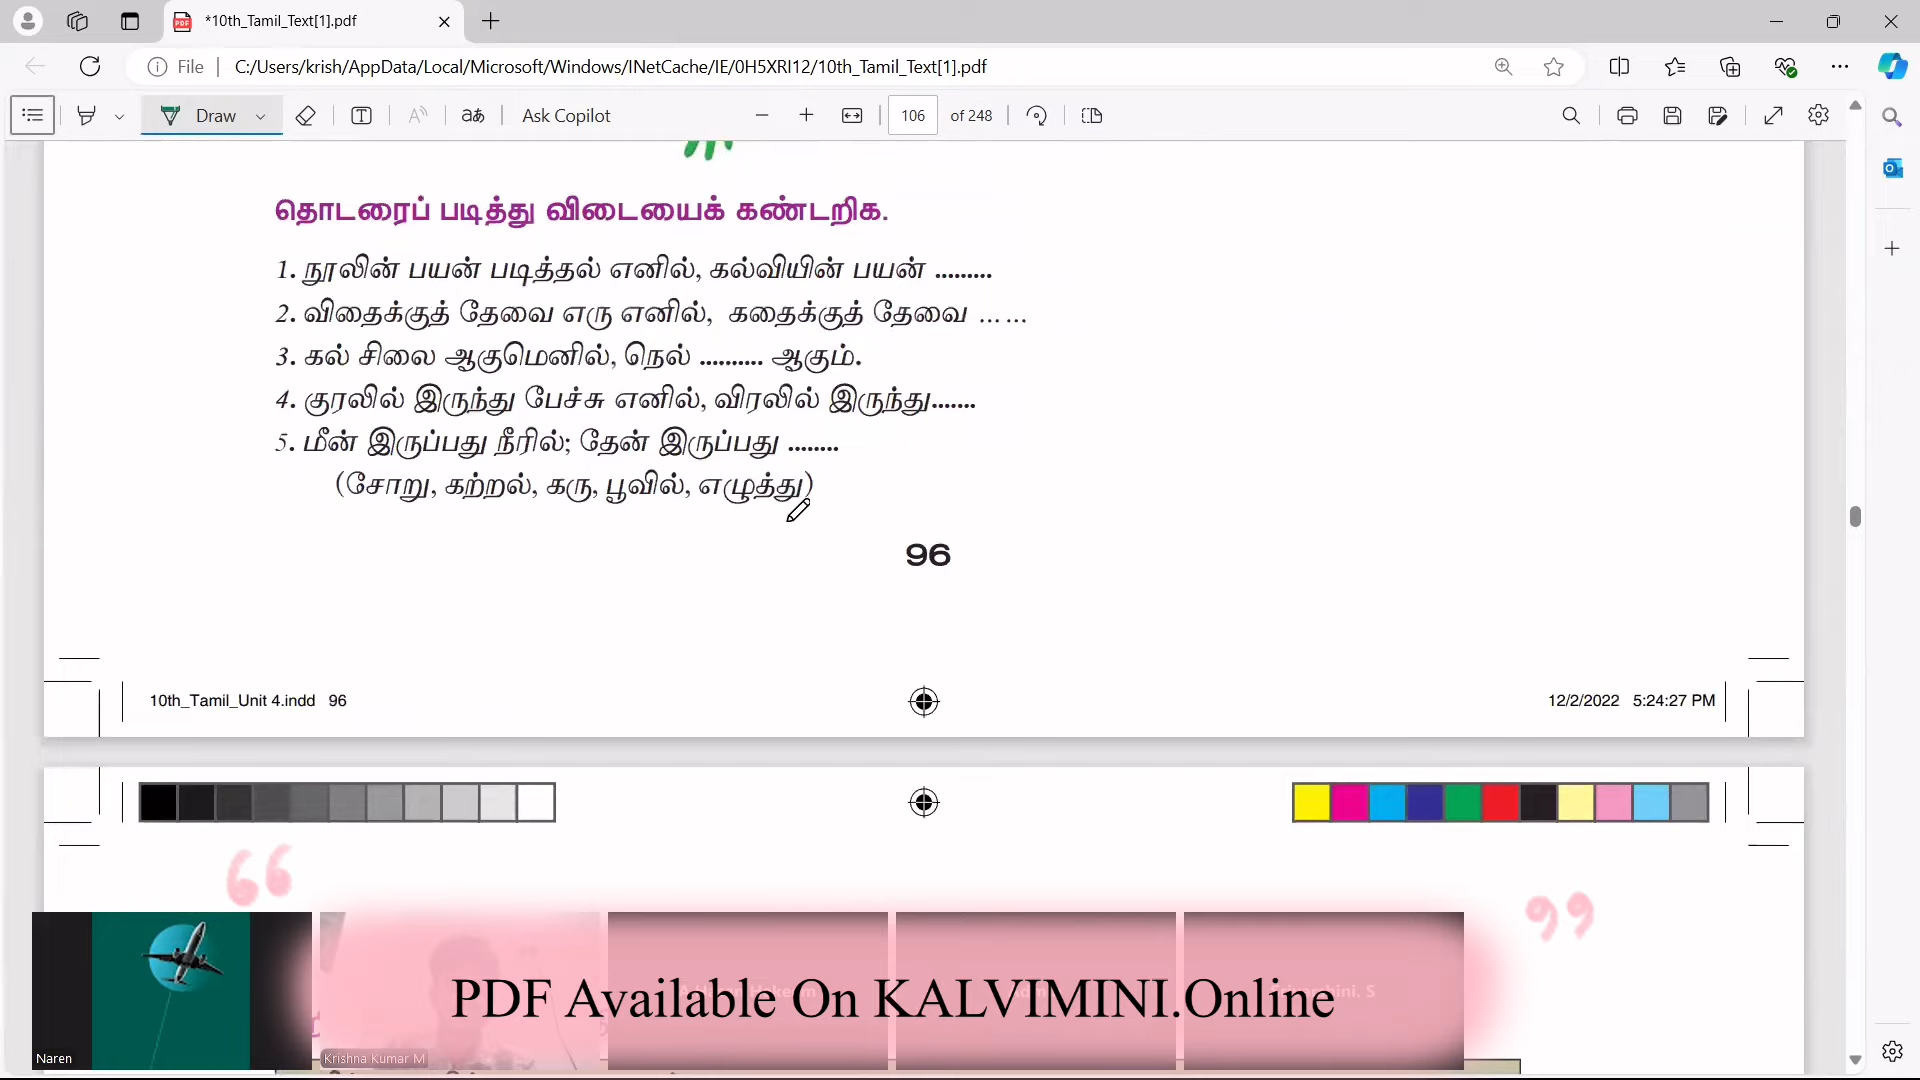 *10th_Tamil_Text[1].pdf
File
C:/Users/krish/AppData/Local/Microsoft/Windows/INetCache/IE/0H5XRI12/10th_Tamil_Text[1].pdf
Draw
Ask Copilot
106 of 248
தொடரைப் படித்து விடையைக் கண்டறிக.
1. நூலின் பயன் படித்தல் எனில், கல்வியின் பயன் .........
2. விதைக்குத் தேவை எரு எனில், கதைக்குத் தேவை ... ...
3. கல் சிலை ஆகுமெனில், நெல் .......... ஆகும்.
4. குரலில் இருந்து பேச்சு எனில், விரலில் இருந்து.......
5. மீன் இருப்பது நீரில்; தேன் இருப்பது ........
(சோறு, கற்றல், கரு, பூவில், எழுத்து)
96
10th_Tamil_Unit 4.indd 96
12/2/2022 5:24:27 PM
PDF Available On KALVIMINI.Online
Naren
Krishna Kumar M